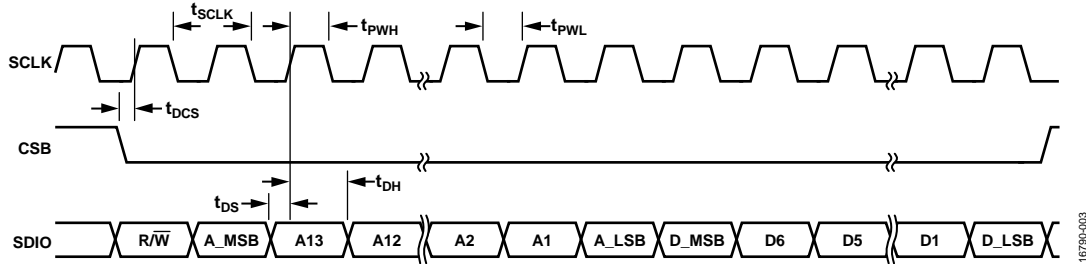 tSCLK tPWH tPWL
SCLK
tDCS
CSB
tDS tDH
SDIO R/W̅ A_MSB A13 A12 A2 A1 A_LSB D_MSB D6 D5 D1 D_LSB
16790-003